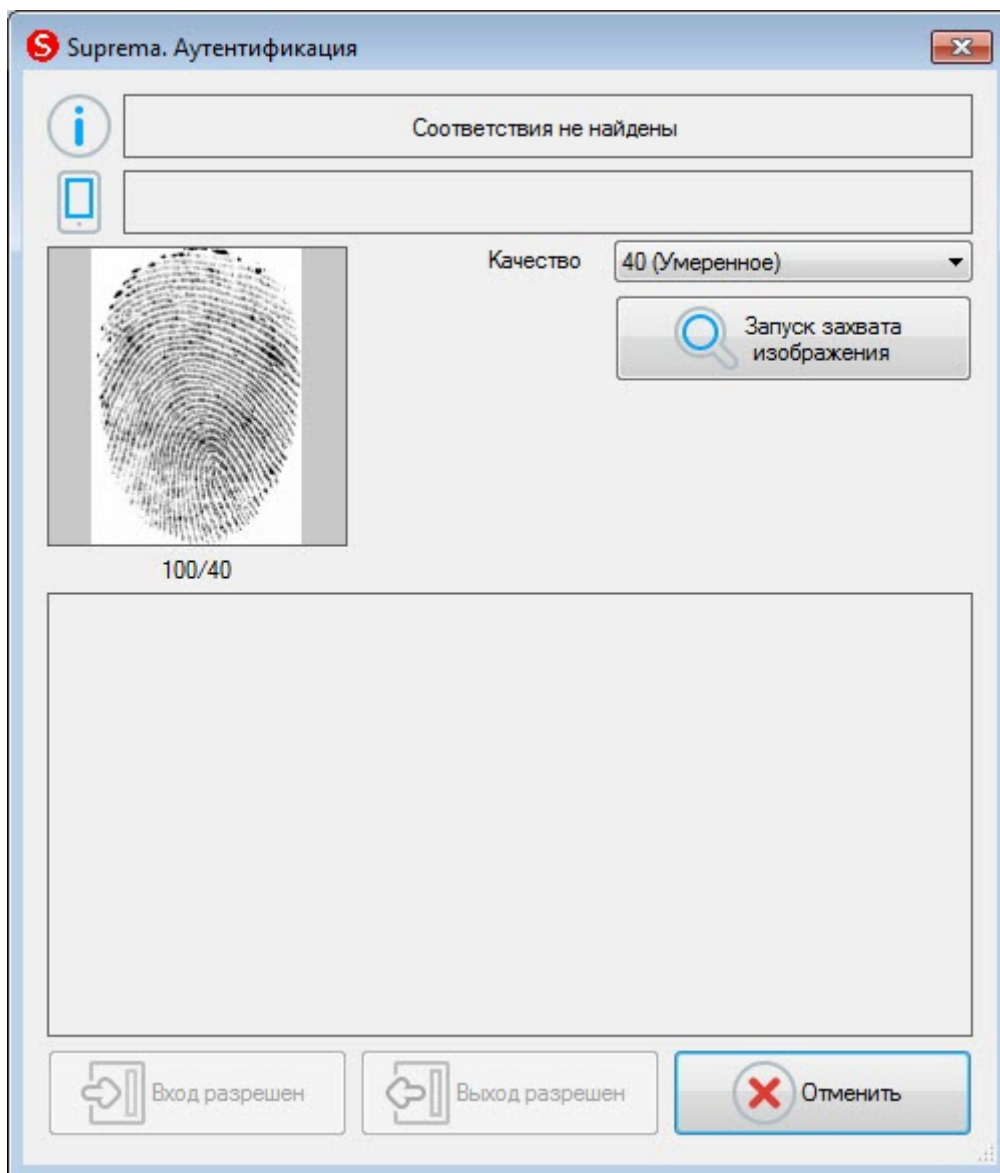 Suprema. Аутентификация
Соответствия не найдены
Качество
40 (Умеренное)
Запуск захвата
изображения
100/40
Вход разрешен
Выход разрешен
Отменить